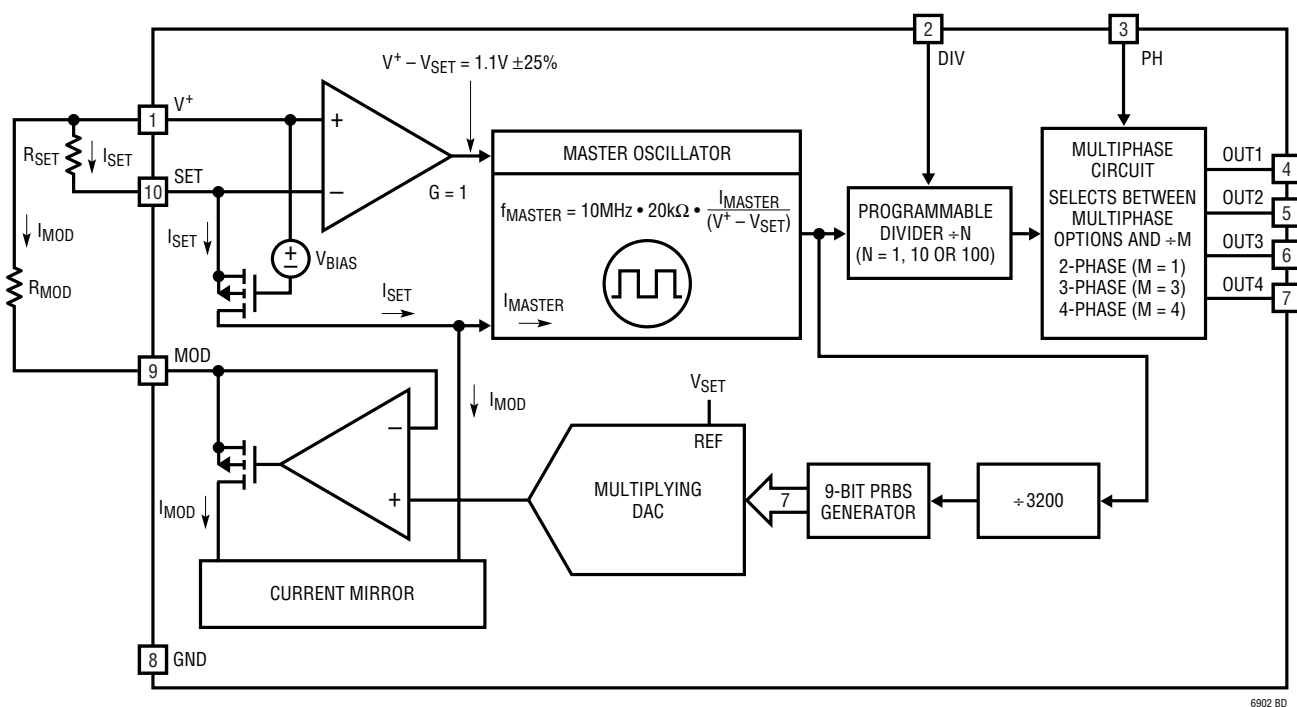 2
DIV
3
PH
V⁺ – V_SET = 1.1V ±25%
1
V⁺
R_SET
I_SET
10
SET
+
–
G = 1
MASTER OSCILLATOR
f_MASTER = 10MHz • 20kΩ • I_MASTER / (V⁺ – V_SET)
I_MASTER
PROGRAMMABLE
DIVIDER ÷N
(N = 1, 10 OR 100)
MULTIPHASE
CIRCUIT
SELECTS BETWEEN
MULTIPHASE
OPTIONS AND ÷M
2-PHASE (M = 1)
3-PHASE (M = 3)
4-PHASE (M = 4)
OUT1
4
OUT2
5
OUT3
6
OUT4
7
I_MOD
R_MOD
I_SET
+
–
V_BIAS
I_SET
9
MOD
I_MOD
–
+
I_MOD
CURRENT MIRROR
V_SET
REF
MULTIPLYING
DAC
7
9-BIT PRBS
GENERATOR
÷3200
8
GND
6902 BD